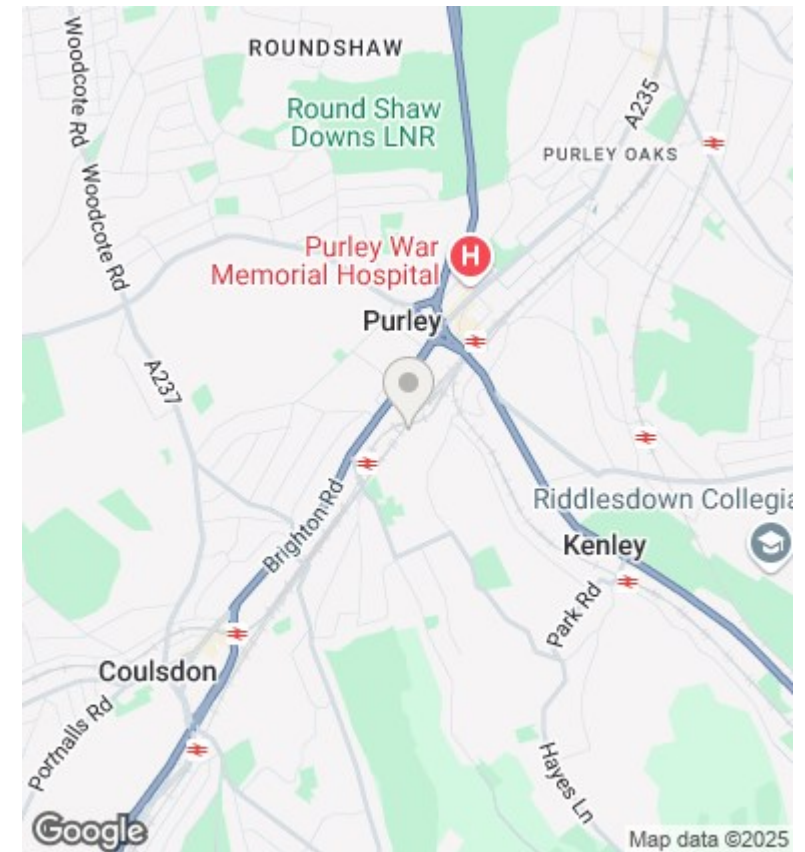 Woodcote Rd
ROUNDSHAW
Round Shaw
Downs LNR
A235
PURLEY OAKS
Woodcote Rd
Purley War
Memorial Hospital
H
Purley
A237
Brighton Rd
Riddlesdown Collegia
Kenley
Park Rd
Coulsdon
Portnalls Rd
Hayes Ln
Google
Map data ©2025